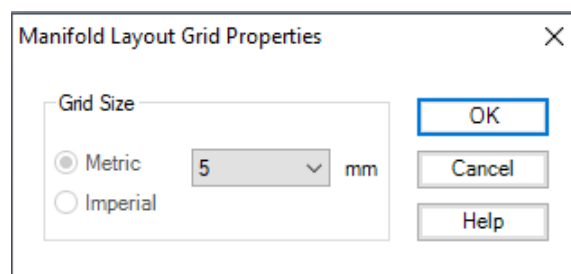 Manifold Layout Grid Properties
Grid Size
OK
Metric 5 mm
Cancel
Imperial
Help